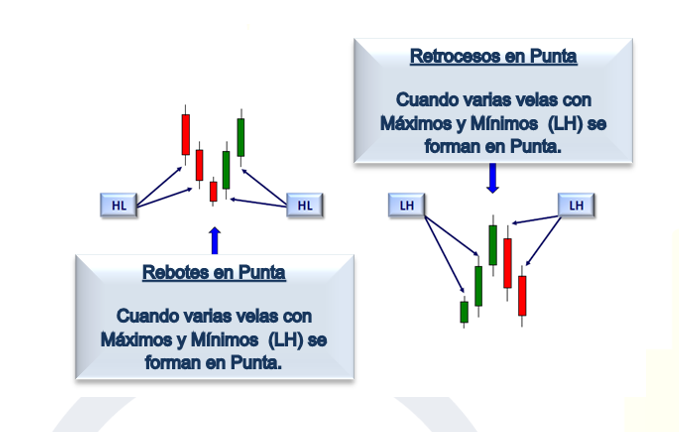 Retrocesos en Punta
Cuando varias velas con
Máximos y Mínimos (LH) se
forman en Punta.
HL
HL
LH
LH
Rebotes en Punta
Cuando varias velas con
Máximos y Mínimos (LH) se
forman en Punta.